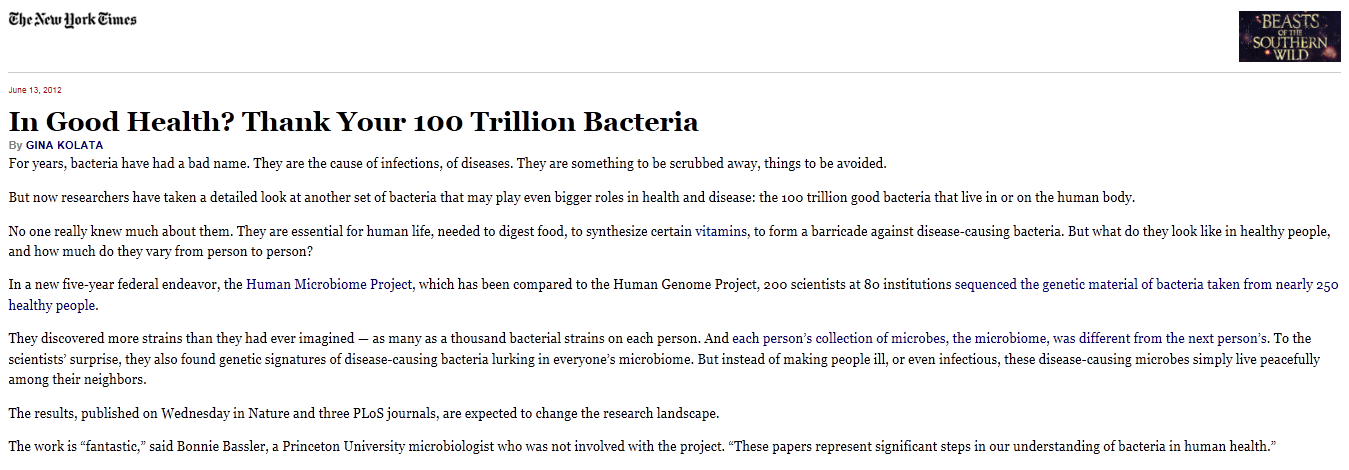 The New York Times
BEASTS
OF THE
SOUTHERN
WILD
June 13, 2012
In Good Health? Thank Your 100 Trillion Bacteria
By GINA KOLATA
For years, bacteria have had a bad name. They are the cause of infections, of diseases. They are something to be scrubbed away, things to be avoided.
But now researchers have taken a detailed look at another set of bacteria that may play even bigger roles in health and disease: the 100 trillion good bacteria that live in or on the human body.
No one really knew much about them. They are essential for human life, needed to digest food, to synthesize certain vitamins, to form a barricade against disease-causing bacteria. But what do they look like in healthy people,
and how much do they vary from person to person?
In a new five-year federal endeavor, the Human Microbiome Project, which has been compared to the Human Genome Project, 200 scientists at 80 institutions sequenced the genetic material of bacteria taken from nearly 250
healthy people.
They discovered more strains than they had ever imagined — as many as a thousand bacterial strains on each person. And each person's collection of microbes, the microbiome, was different from the next person's. To the
scientists' surprise, they also found genetic signatures of disease-causing bacteria lurking in everyone's microbiome. But instead of making people ill, or even infectious, these disease-causing microbes simply live peacefully
among their neighbors.
The results, published on Wednesday in Nature and three PLoS journals, are expected to change the research landscape.
The work is “fantastic,” said Bonnie Bassler, a Princeton University microbiologist who was not involved with the project. “These papers represent significant steps in our understanding of bacteria in human health.”